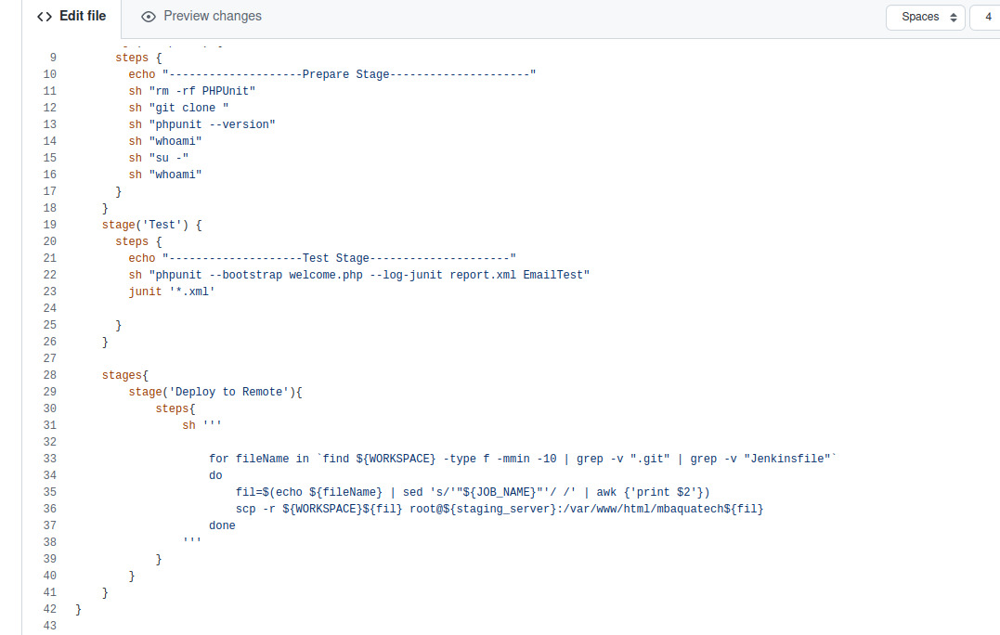 <> Edit file
Preview changes
Spaces
4
9 steps {
10 echo "--------------------Prepare Stage---------------------"
11 sh "rm -rf PHPUnit"
12 sh "git clone "
13 sh "phpunit --version"
14 sh "whoami"
15 sh "su -"
16 sh "whoami"
17 }
18 }
19 stage('Test') {
20 steps {
21 echo "--------------------Test Stage---------------------"
22 sh "phpunit --bootstrap welcome.php --log-junit report.xml EmailTest"
23 junit '*.xml'
24
25 }
26 }
27
28 stages{
29 stage('Deploy to Remote'){
30 steps{
31 sh '''
32
33 for fileName in `find ${WORKSPACE} -type f -mmin -10 | grep -v ".git" | grep -v "Jenkinsfile"`
34 do
35 fil=$(echo ${fileName} | sed 's/'"${JOB_NAME}"'/ /' | awk {'print $2'})
36 scp -r ${WORKSPACE}${fil} root@${staging_server}:/var/www/html/mbaquatech${fil}
37 done
38 '''
39 }
40 }
41 }
42 }
43